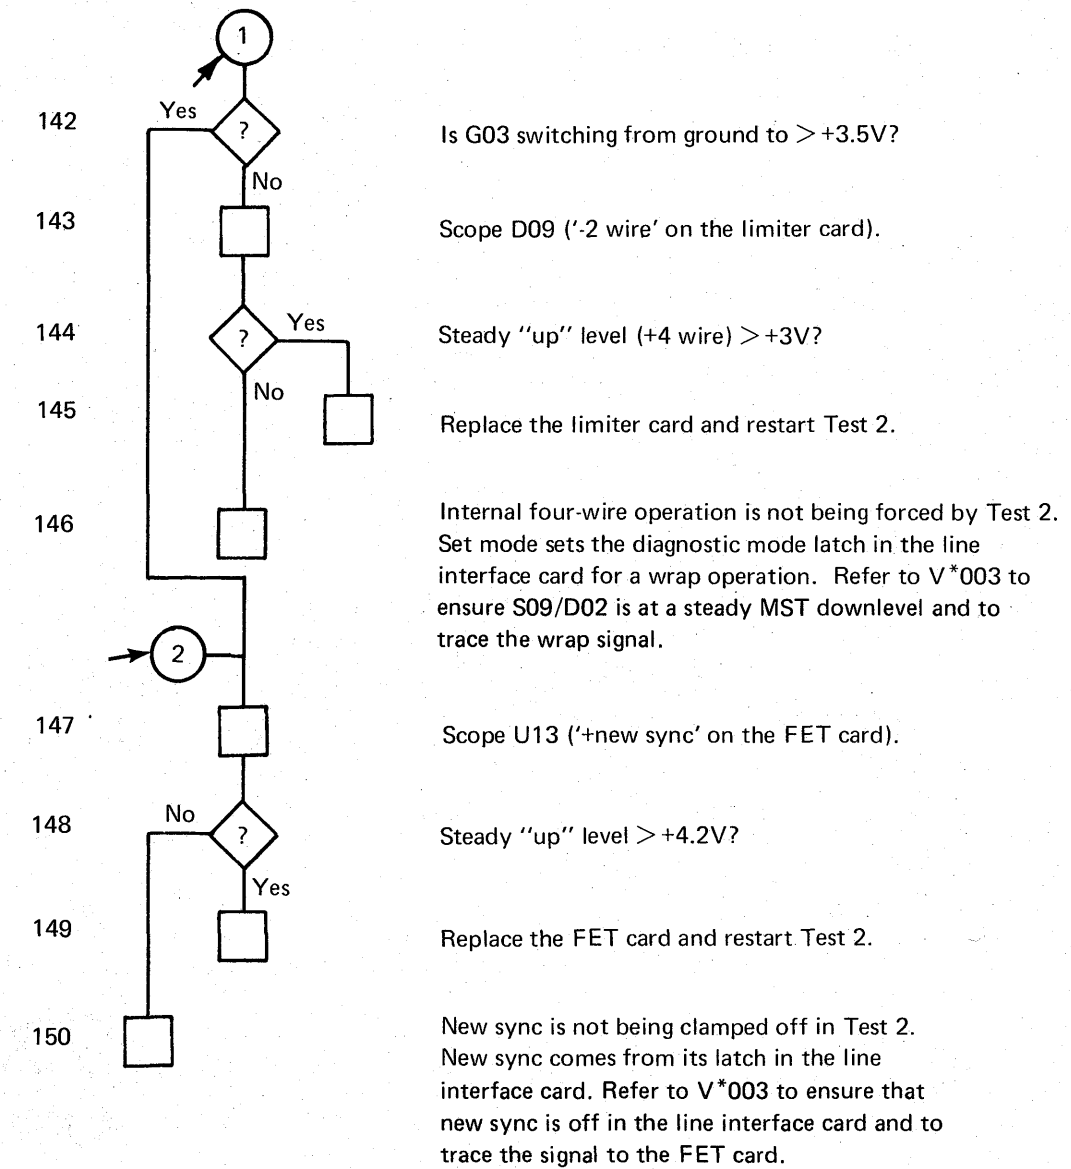 1
142
Yes
?
Is G03 switching from ground to > +3.5V?
No
143
Scope D09 ('-2 wire' on the limiter card).
144
?
Yes
Steady "up" level (+4 wire) > +3V?
No
145
Replace the limiter card and restart Test 2.
146
Internal four-wire operation is not being forced by Test 2.
Set mode sets the diagnostic mode latch in the line
interface card for a wrap operation. Refer to V*003 to
ensure S09/D02 is at a steady MST downlevel and to
trace the wrap signal.
2
147
Scope U13 ('+new sync' on the FET card).
148
No
?
Steady "up" level > +4.2V?
Yes
149
Replace the FET card and restart Test 2.
150
New sync is not being clamped off in Test 2.
New sync comes from its latch in the line
interface card. Refer to V*003 to ensure that
new sync is off in the line interface card and to
trace the signal to the FET card.